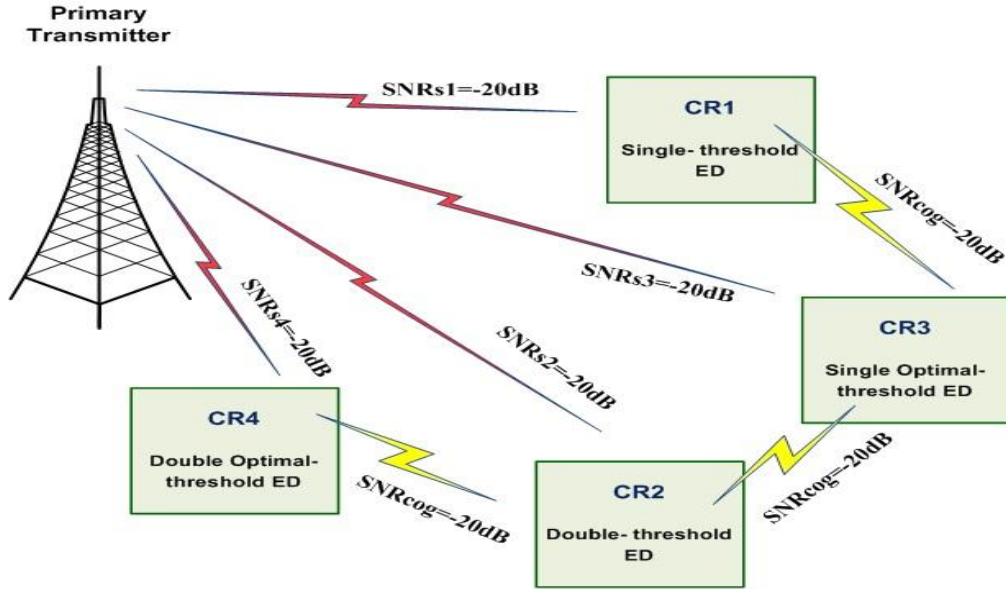 Primary
Transmitter
SNRs1=-20dB
CR1
Single- threshold
ED
SNRcog=-20dB
SNRs3=-20dB
CR3
Single Optimal-
threshold ED
SNRs4=-20dB
SNRs2=-20dB
CR4
Double Optimal-
threshold ED
SNRcog=-20dB
CR2
Double- threshold
ED
SNRcog=-20dB